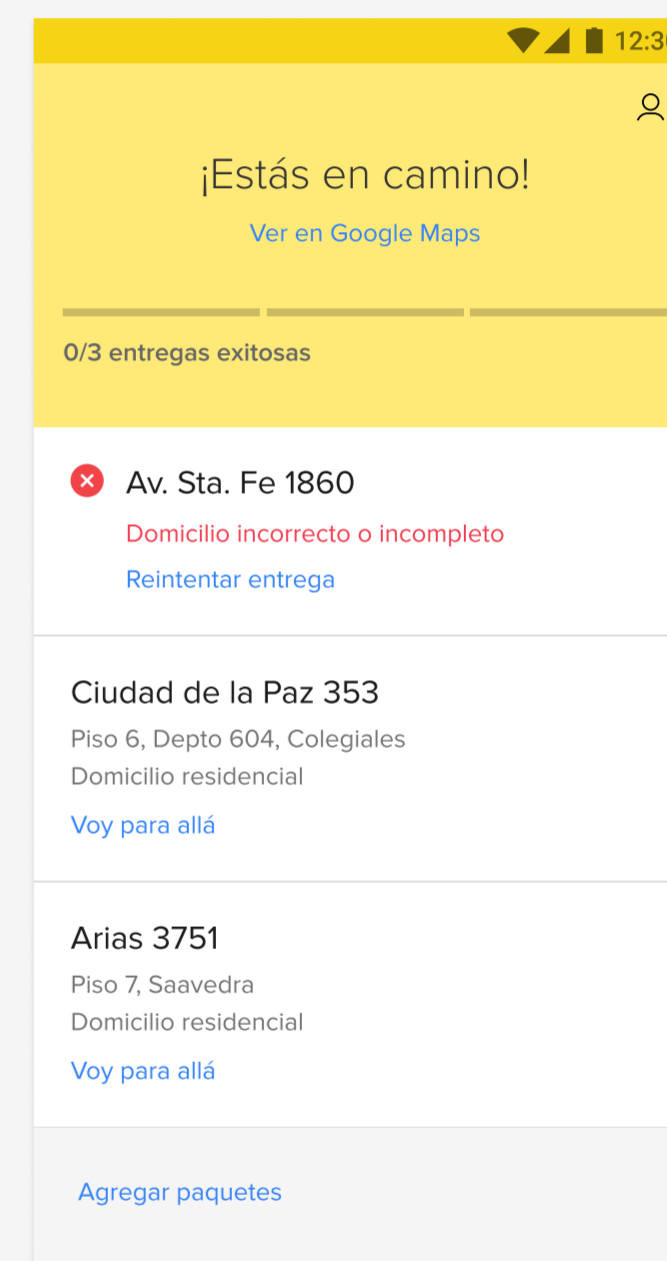 ¡Estás en camino!
Ver en Google Maps
0/3 entregas exitosas
Av. Sta. Fe 1860
Domicilio incorrecto o incompleto
Reintentar entrega
Ciudad de la Paz 353
Piso 6, Depto 604, Colegiales
Domicilio residencial
Voy para allá
Arias 3751
Piso 7, Saavedra
Domicilio residencial
Voy para allá
Agregar paquetes